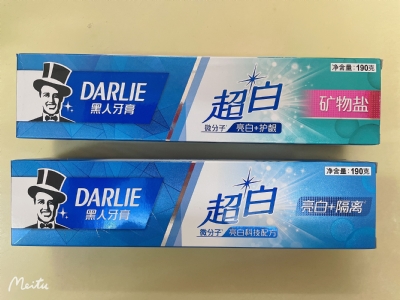 净含量:190克
DARLIE
黑人牙膏
超白
微分子 亮白+护龈
矿物盐
净含量:190克
DARLIE
黑人牙膏
超白
微分子 亮白科技配方
亮白+隔离
Meitu